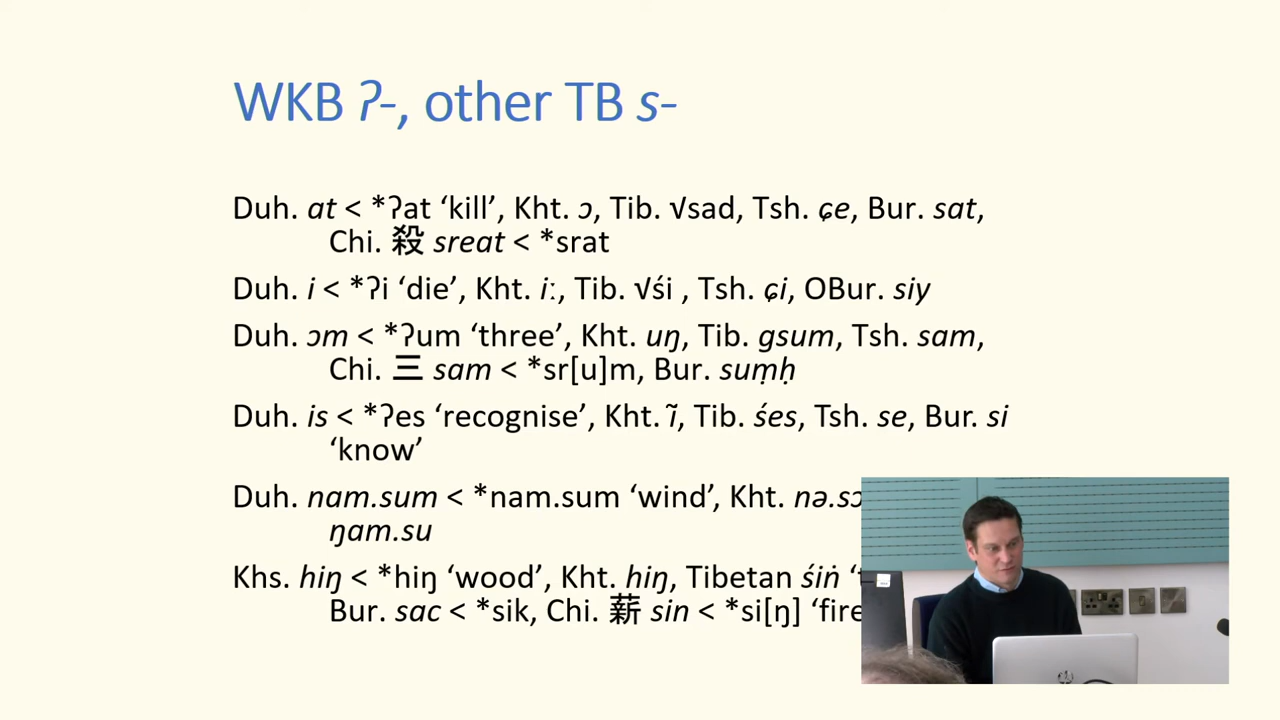 WKB ʔ-, other TB s-
Duh. at < *ʔat ‘kill’, Kht. ɔ, Tib. √sad, Tsh. ɕe, Bur. sat,
Chi. 殺 sreat < *srat
Duh. i < *ʔi ‘die’, Kht. iː, Tib. √śi , Tsh. ɕi, OBur. siy
Duh. ɔm < *ʔum ‘three’, Kht. uŋ, Tib. gsum, Tsh. sam,
Chi. 三 sam < *sr[u]m, Bur. suṃḥ
Duh. is < *ʔes ‘recognise’, Kht. ĩ, Tib. śes, Tsh. se, Bur. si
‘know’
Duh. nam.sum < *nam.sum ‘wind’, Kht.
ŋam.su
Khs. hiŋ < *hiŋ ‘wood’, Kht. hiŋ, Tibetan śiṅ
Bur. sac < *sik, Chi. 薪 sin < *si[ŋ] ‘fire